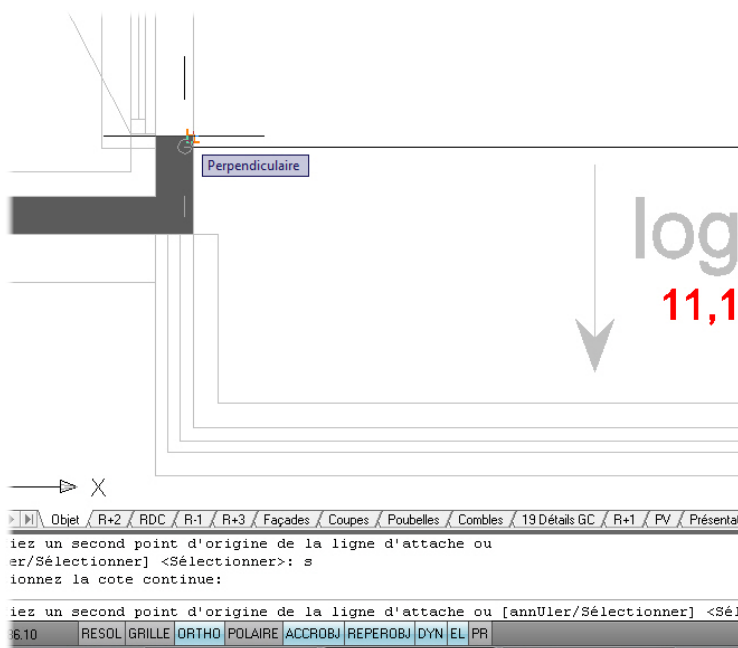 Perpendiculaire
log
11,1
X
Objet / R+2 / RDC / R-1 / R+3 / Façades / Coupes / Poubelles / Combles / 19 Détails GC / R+1 / PV / Présenta
iez un second point d'origine de la ligne d'attache ou
er/Sélectionner] <Sélectionner>: s
ionnez la cote continue:
iez un second point d'origine de la ligne d'attache ou [annUler/Sélectionner] <Sél
36.10 RESOL GRILLE ORTHO POLAIRE ACCROBJ REPEROBJ DYN EL PR